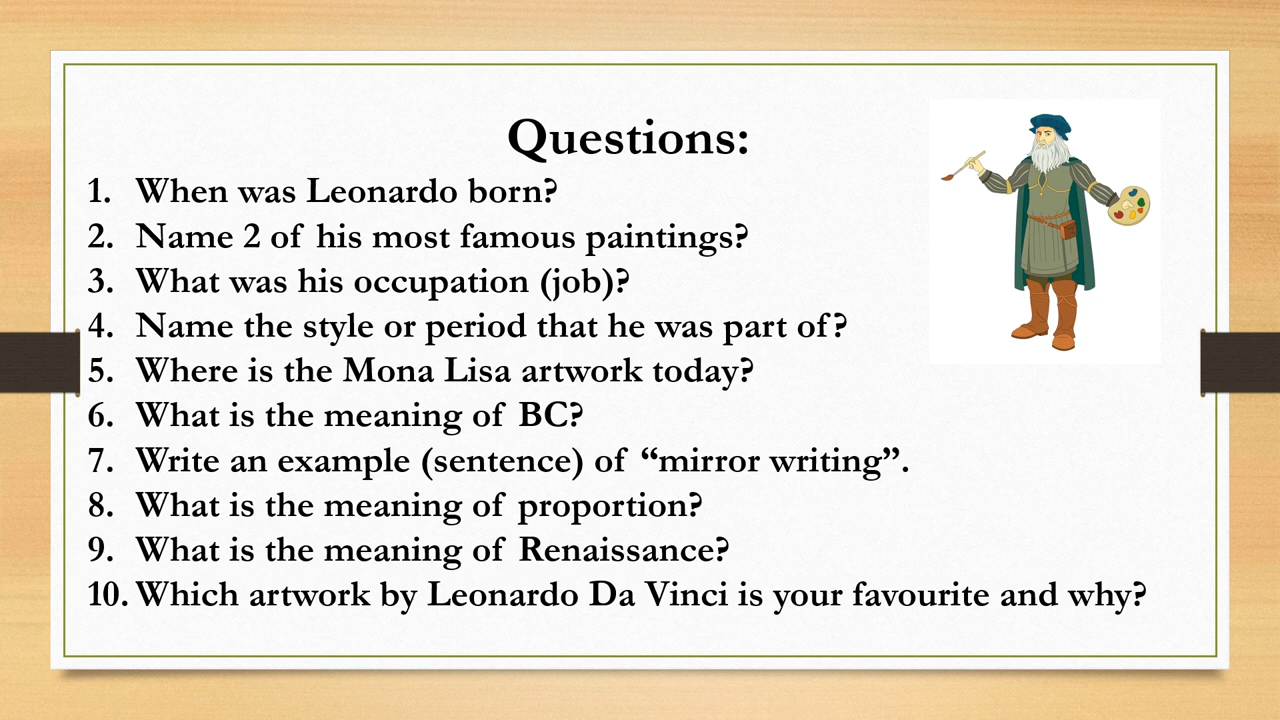 Questions:
1. When was Leonardo born?
2. Name 2 of his most famous paintings?
3. What was his occupation (job)?
4. Name the style or period that he was part of?
5. Where is the Mona Lisa artwork today?
6. What is the meaning of BC?
7. Write an example (sentence) of “mirror writing”.
8. What is the meaning of proportion?
9. What is the meaning of Renaissance?
10. Which artwork by Leonardo Da Vinci is your favourite and why?